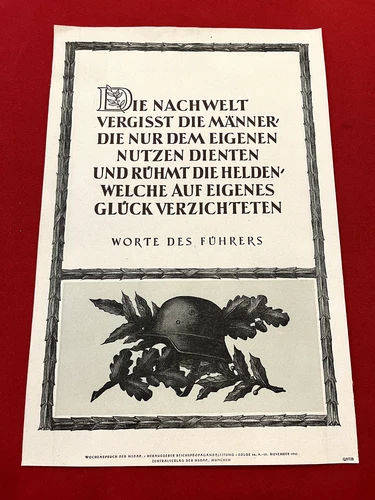 DIE NACHWELT
VERGISST DIE MÄNNER,
DIE NUR DEM EIGENEN
NUTZEN DIENTEN
UND RÜHMT DIE HELDEN,
WELCHE AUF EIGENES
GLÜCK VERZICHTETEN
WORTE DES FÜHRERS
WOCHENSPRUCH DER NSDAP. HERAUSGEBER REICHSPROPAGANDALEITUNG FOLGE NOVEMBER
ZENTRALVERLAG DER NSDAP, MÜNCHEN